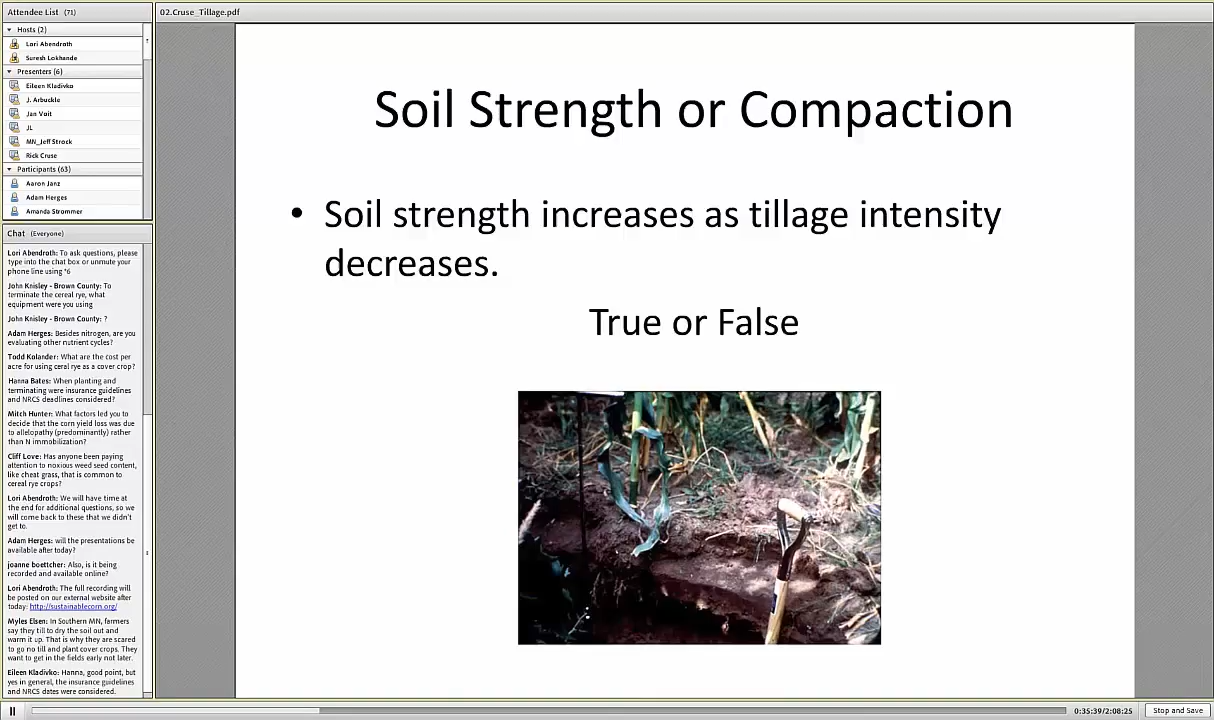 Attendee List (71)
Hosts (2)
Lori Abendroth
Suresh Lokhande
Presenters (6)
Eileen Kladivko
J. Arbuckle
Jan Voit
JL
MN_Jeff Strock
Rick Cruse
Participants (63)
Aaron Janz
Adam Herges
Amanda Strommer
Chat (Everyone)
Lori Abendroth: To ask questions, please
type into the chat box or unmute your
phone line using *6
John Knisley - Brown County: To
terminate the cereal rye, what
equipment were you using
John Knisley - Brown County: ?
Adam Herges: Besides nitrogen, are you
evaluating other nutrient cycles?
Todd Kolander: What are the cost per
acre for using ceral rye as a cover crop?
Hanna Bates: When planting and
terminating were insurance guidelines
and NRCS deadlines considered?
Mitch Hunter: What factors led you to
decide that the corn yield loss was due
to allelopathy (predominantly) rather
than N immobilization?
Cliff Love: Has anyone been paying
attention to noxious weed seed content,
like cheat grass, that is common to
cereal rye crops?
Lori Abendroth: We will have time at
the end for additional questions, so we
will come back to these that we didn't
get to.
Adam Herges: will the presentations be
available after today?
joanne boettcher: Also, is it being
recorded and available online?
Lori Abendroth: The full recording will
be posted on our external website after
today: http://sustainablecorn.org/
Myles Elsen: In Southern MN, farmers
say they till to dry the soil out and
warm it up. That is why they are scared
to go no till and plant cover crops. They
want to get in the fields early not later.
Eileen Kladivko: Hanna, good point, but
yes in general, the insurance guidelines
and NRCS dates were considered.
02.Cruse_Tillage.pdf
Soil Strength or Compaction
• Soil strength increases as tillage intensity
decreases.
True or False
0:35:39/2:08:25
Stop and Save